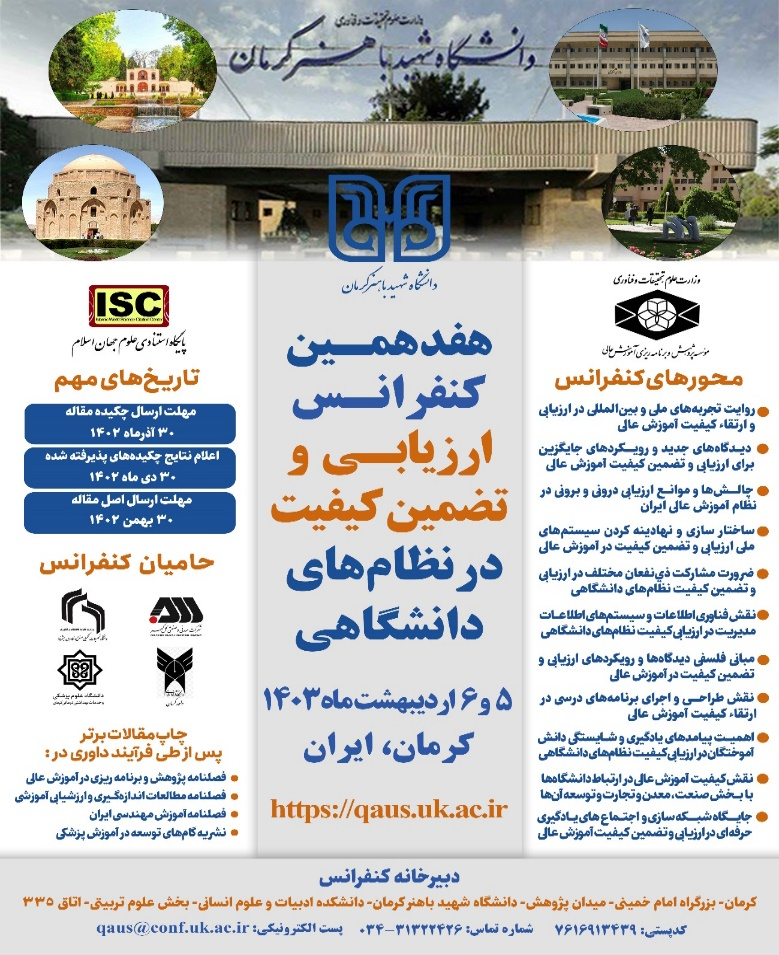 وزارت علوم تحقیقات و فناوری
دانشگاه شهید باهنر کرمان
دانشگاه شهید باهنر کرمان
هفدهمین
کنفرانس
ارزیابی و
تضمین کیفیت
در نظام‌های
دانشگاهی
۵ و ۶ اردیبهشت ماه ۱۴۰۳
کرمان، ایران
https://qaus.uk.ac.ir
وزارت علوم تحقیقات و فناوری
مؤسسه پژوهش و برنامه ریزی آموزش عالی
محورهای کنفرانس
روایت تجربه‌های ملی و بین‌المللی در ارزیابی
و ارتقاء کیفیت آموزش عالی
دیدگاه‌های جدید و رویکردهای جایگزین
برای ارزیابی و تضمین کیفیت آموزش عالی
چالش‌ها و موانع ارزیابی درونی و برونی در
نظام آموزش عالی ایران
ساختار سازی و نهادینه کردن سیستم‌های
ملی ارزیابی و تضمین کیفیت در آموزش عالی
ضرورت مشارکت ذی‌نفعان مختلف در ارزیابی
و تضمین کیفیت نظام‌های دانشگاهی
نقش فناوری اطلاعات و سیستم‌های اطلاعات
مدیریت در ارزیابی کیفیت نظام‌های دانشگاهی
مبانی فلسفی دیدگاه‌ها و رویکردهای ارزیابی و
تضمین کیفیت در آموزش عالی
نقش طراحی و اجرای برنامه‌های درسی در
ارتقاء کیفیت آموزش عالی
اهمیت پیامدهای یادگیری و شایستگی دانش
آموختگان در ارزیابی کیفیت نظام‌های دانشگاهی
نقش کیفیت آموزش عالی در ارتباط دانشگاه‌ها
با بخش صنعت، معدن و تجارت و توسعه آن‌ها
جایگاه شبکه سازی و اجتماع های یادگیری
حرفه‌ای در ارزیابی و تضمین کیفیت آموزش عالی
ISC
پایگاه استنادی علوم جهان اسلام
تاریخ‌های مهم
مهلت ارسال چکیده مقاله
۳۰ آذرماه ۱۴۰۲
اعلام نتایج چکیده‌های پذیرفته شده
۳۰ دی ماه ۱۴۰۲
مهلت ارسال اصل مقاله
۳۰ بهمن ۱۴۰۲
حامیان کنفرانس
دانشگاه علوم پزشکی
چاپ مقالات برتر
پس از طی فرآیند داوری در :
فصلنامه پژوهش و برنامه ریزی در آموزش عالی
فصلنامه مطالعات اندازه‌گیری و ارزشیابی آموزشی
فصلنامه آموزش مهندسی ایران
نشریه گام‌های توسعه در آموزش پزشکی
دبیرخانه کنفرانس
کرمان- بزرگراه امام خمینی- میدان پژوهش- دانشگاه شهید باهنر کرمان- دانشکده ادبیات و علوم انسانی- بخش علوم تربیتی- اتاق ۳۳۵
کدپستی: ۷۶۱۶۹۱۳۴۳۹ شماره تماس: ۳۱۳۲۲۴۲۶-۰۳۴ پست الکترونیکی: qaus@conf.uk.ac.ir